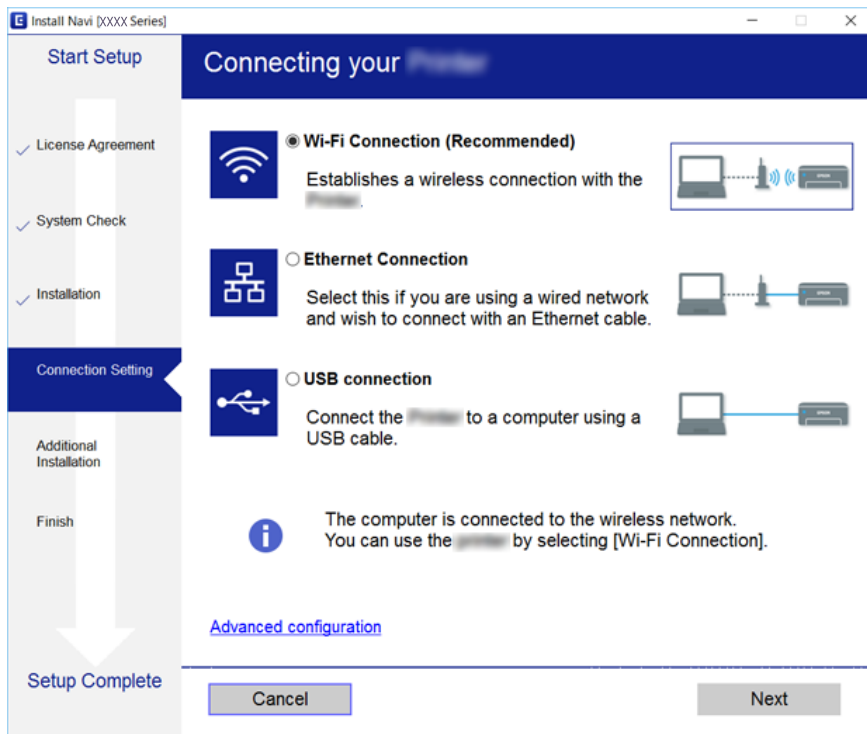 Install Navi [XXXX Series]
Start Setup
License Agreement
System Check
Installation
Connection Setting
Additional
Installation
Finish
Setup Complete
Connecting your
Wi-Fi Connection (Recommended)
Establishes a wireless connection with the
.
Ethernet Connection
Select this if you are using a wired network
and wish to connect with an Ethernet cable.
USB connection
Connect the to a computer using a
USB cable.
The computer is connected to the wireless network.
You can use the by selecting [Wi-Fi Connection].
Advanced configuration
Cancel
Next